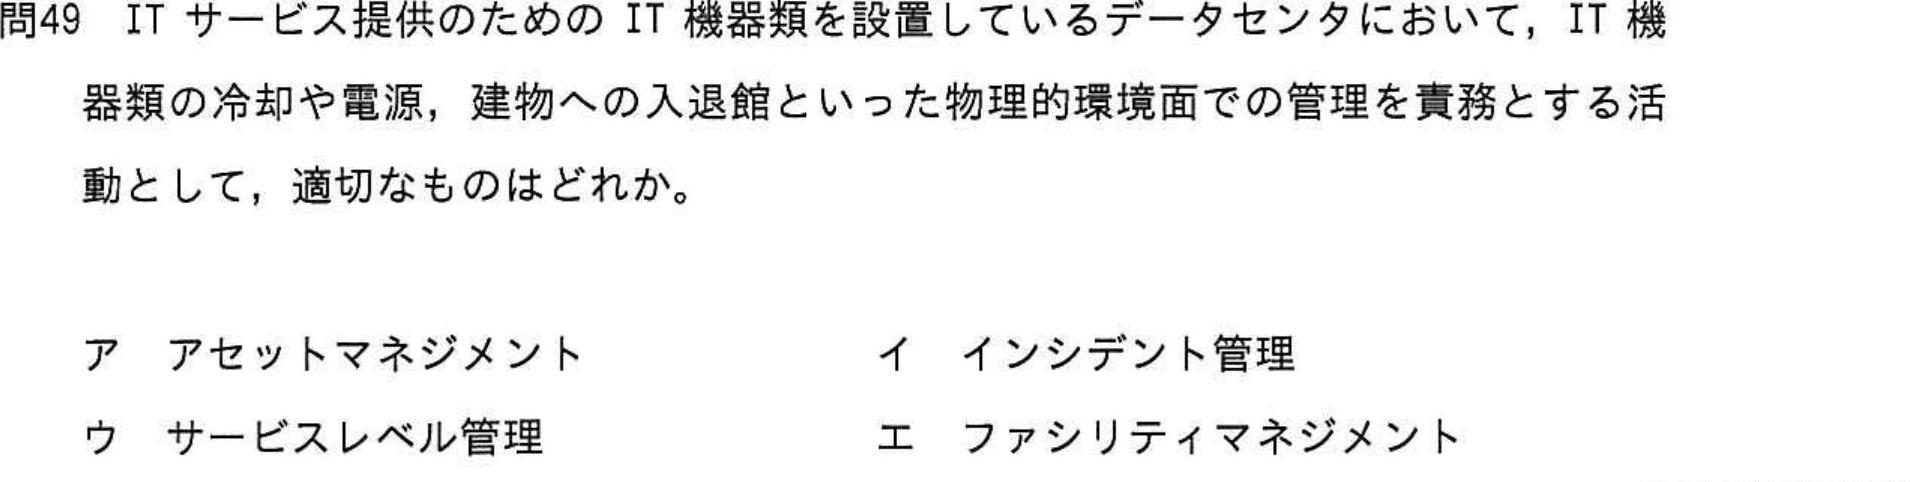 問49 IT サービス提供のための IT 機器類を設置しているデータセンタにおいて，IT 機
器類の冷却や電源，建物への入退館といった物理的環境面での管理を責務とする活
動として，適切なものはどれか。
ア アセットマネジメント イ インシデント管理
ウ サービスレベル管理 エ ファシリティマネジメント